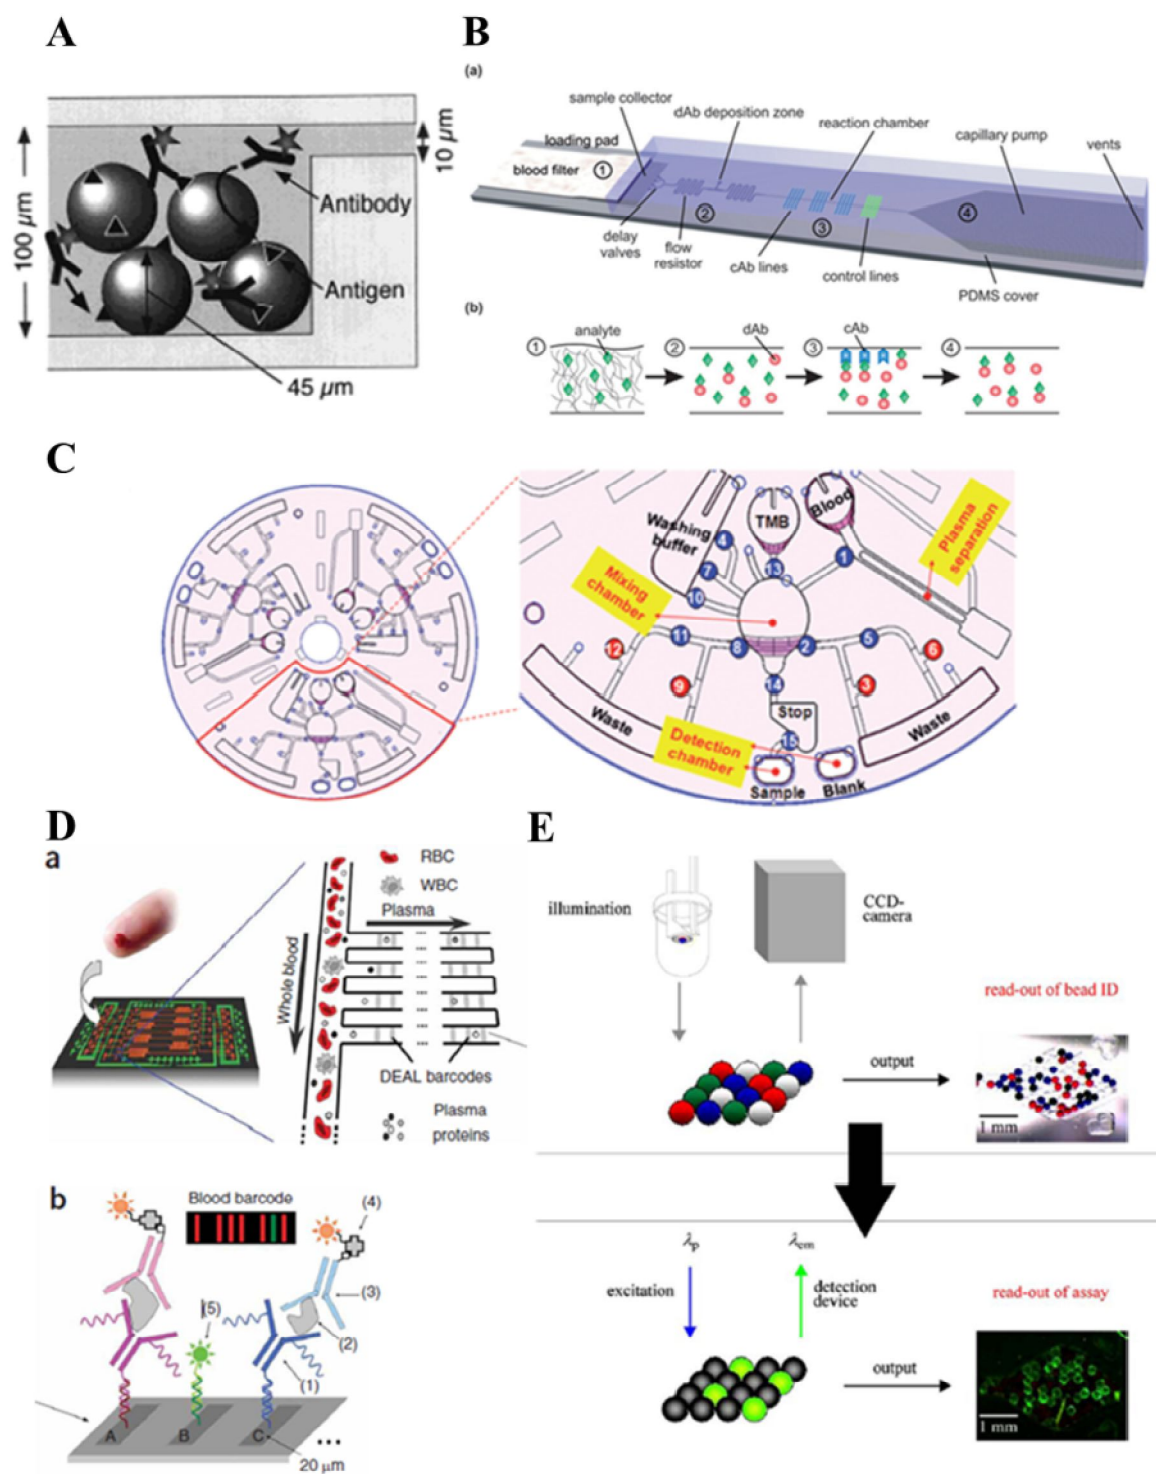 A
100 µm
10 µm
Antibody
Antigen
45 µm
B
(a)
sample collector
dAb deposition zone
reaction chamber
capillary pump
vents
loading pad
blood filter
1
2
3
4
delay
valves
flow
resiistor
cAb lines
control lines
PDMS cover
(b)
1
analyte
2
dAb
3
cAb
4
C
Washing
buffer
TMB
Blood
Plasma
separation
Mixing
chamber
4
7
10
13
1
11
8
2
5
12
6
9
3
14
15
Stop
Waste
Waste
Detection
chamber
Sample
Blank
D
a
RBC
WBC
Plasma
Whole blood
DEAL barcodes
Plasma
proteins
b
Blood barcode
(4)
(3)
(5)
(2)
(1)
A
B
C
20 µm
E
illumination
CCD-
camera
read-out of bead ID
output
1 mm
λp
λem
excitation
detection
device
read-out of assay
output
1 mm